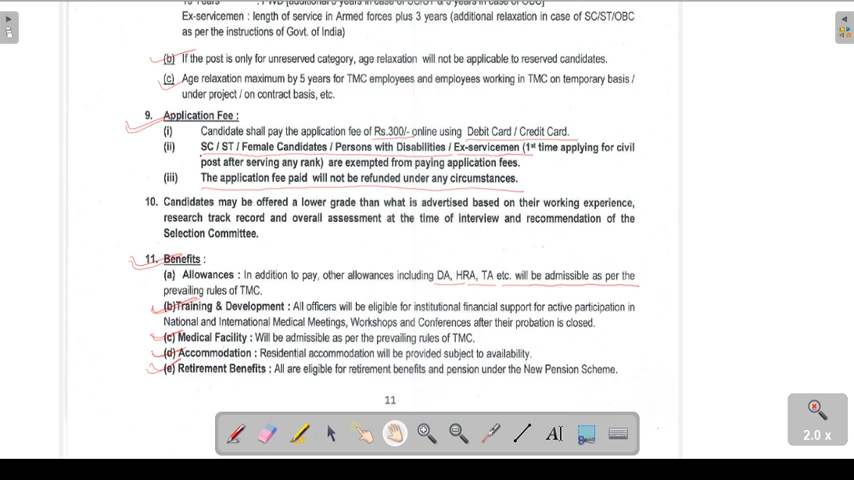 Ex-servicemen : length of service in Armed forces plus 3 years (additional relaxation in case of SC/ST/OBC
as per the instructions of Govt. of India)
(b) If the post is only for unreserved category, age relaxation will not be applicable to reserved candidates.
(c) Age relaxation maximum by 5 years for TMC employees and employees working in TMC on temporary basis /
under project / on contract basis, etc.
9. Application Fee :
(i) Candidate shall pay the application fee of Rs.300/- online using Debit Card / Credit Card.
(ii) SC / ST / Female Candidates / Persons with Disabilities / Ex-servicemen (1st time applying for civil
post after serving any rank) are exempted from paying application fees.
(iii) The application fee paid will not be refunded under any circumstances.
10. Candidates may be offered a lower grade than what is advertised based on their working experience,
research track record and overall assessment at the time of interview and recommendation of the
Selection Committee.
11. Benefits :
(a) Allowances : In addition to pay, other allowances including DA, HRA, TA etc. will be admissible as per the
prevailing rules of TMC.
(b) Training & Development : All officers will be eligible for institutional financial support for active participation in
National and International Medical Meetings, Workshops and Conferences after their probation is closed.
(c) Medical Facility : Will be admissible as per the prevailing rules of TMC.
(d) Accommodation : Residential accommodation will be provided subject to availability.
(e) Retirement Benefits : All are eligible for retirement benefits and pension under the New Pension Scheme.
11
AI
2.0 x